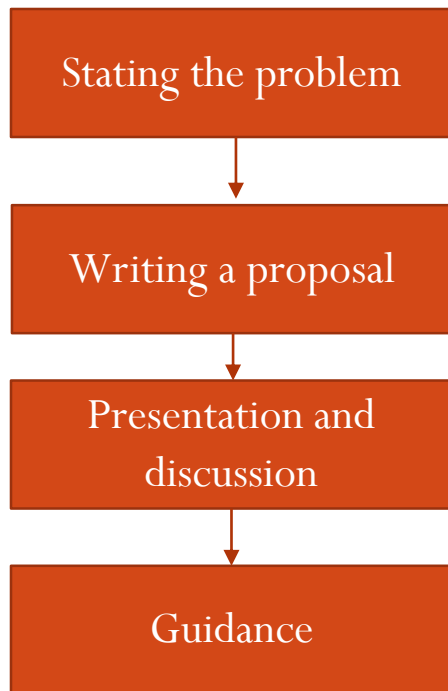 Stating the problem
Writing a proposal
Presentation and
discussion
Guidance